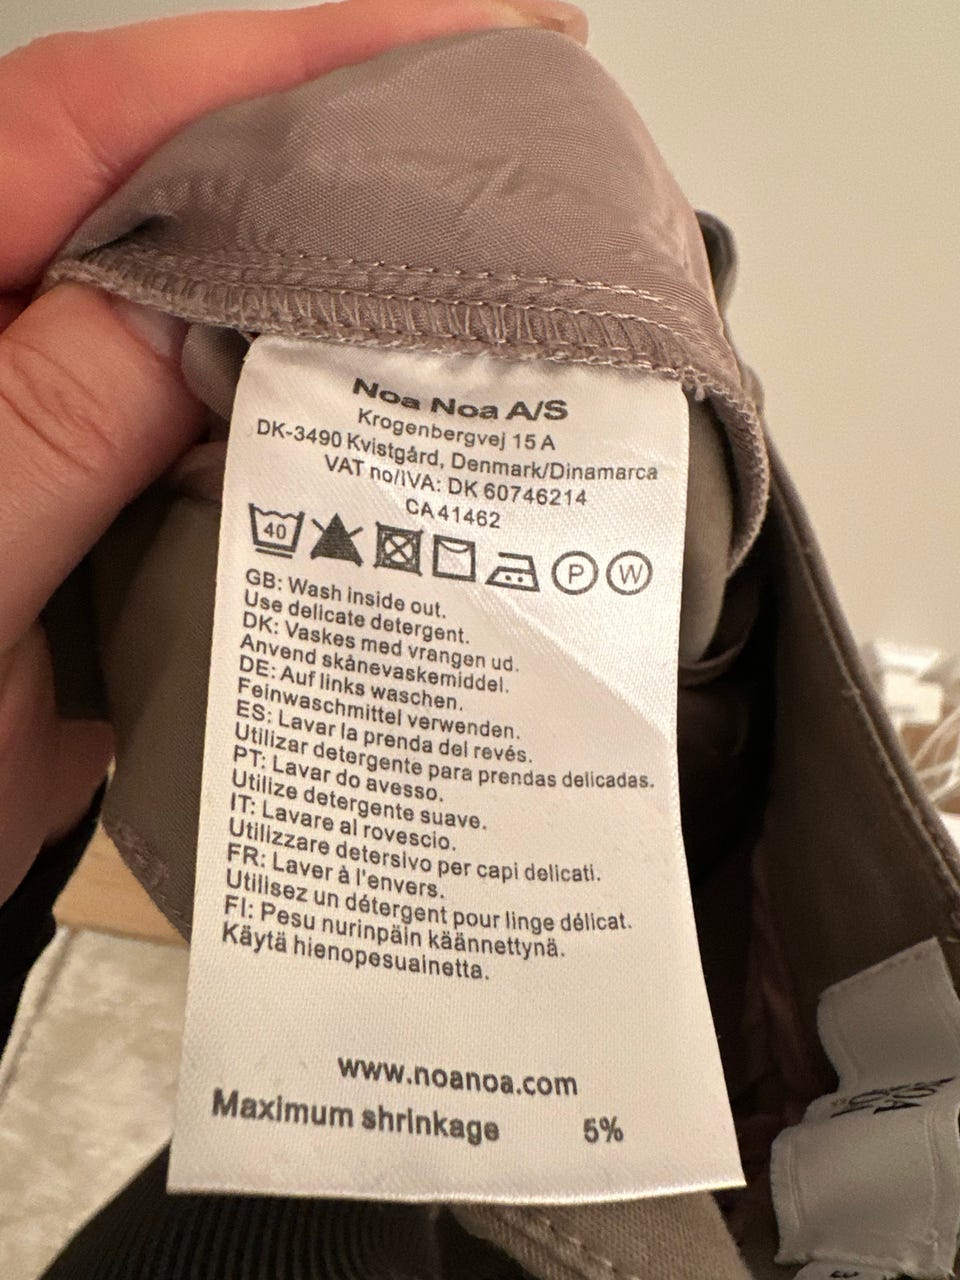 Noa Noa A/S
Krogenbergvej 15 A
DK-3490 Kvistgård, Denmark/Dinamarca
VAT no/IVA: DK 60746214
CA 41462
40 P W
GB: Wash inside out.
Use delicate detergent.
DK: Vaskes med vrangen ud.
Anvend skånevaskemiddel.
DE: Auf links waschen.
Feinwaschmittel verwenden.
ES: Lavar la prenda del revés.
Utilizar detergente para prendas delicadas.
PT: Lavar do avesso.
Utilize detergente suave.
IT: Lavare al rovescio.
Utilizzare detersivo per capi delicati.
FR: Laver à l'envers.
Utilisez un détergent pour linge délicat.
FI: Pesu nurinpäin käännettynä.
Käytä hienopesuainetta.
www.noanoa.com
Maximum shrinkage 5%